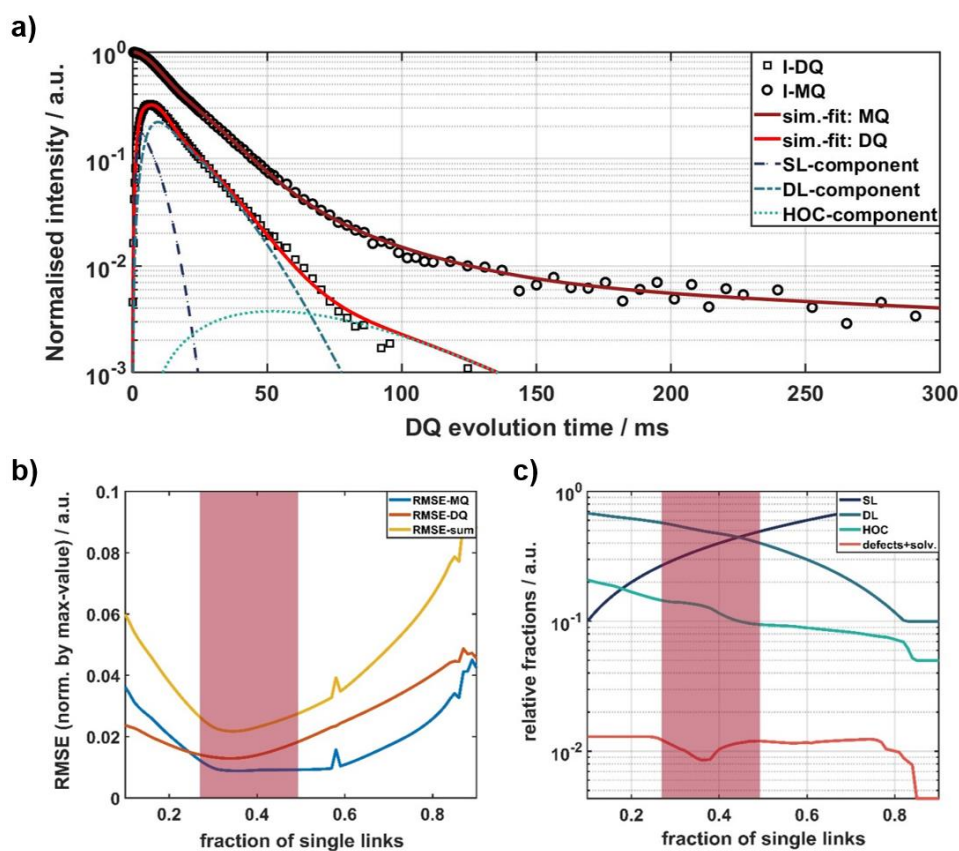 a)
Normalised intensity / a.u.
10^0
10^-1
10^-2
10^-3
I-DQ
I-MQ
sim.-fit: MQ
sim.-fit: DQ
SL-component
DL-component
HOC-component
0 50 100 150 200 250 300
DQ evolution time / ms
b)
RMSE (norm. by max-value) / a.u.
0.1
0.08
0.06
0.04
0.02
0
RMSE-MQ
RMSE-DQ
RMSE-sum
0.2 0.4 0.6 0.8
fraction of single links
c)
relative fractions / a.u.
10^0
10^-1
10^-2
SL
DL
HOC
defects+solv.
0.2 0.4 0.6 0.8
fraction of single links